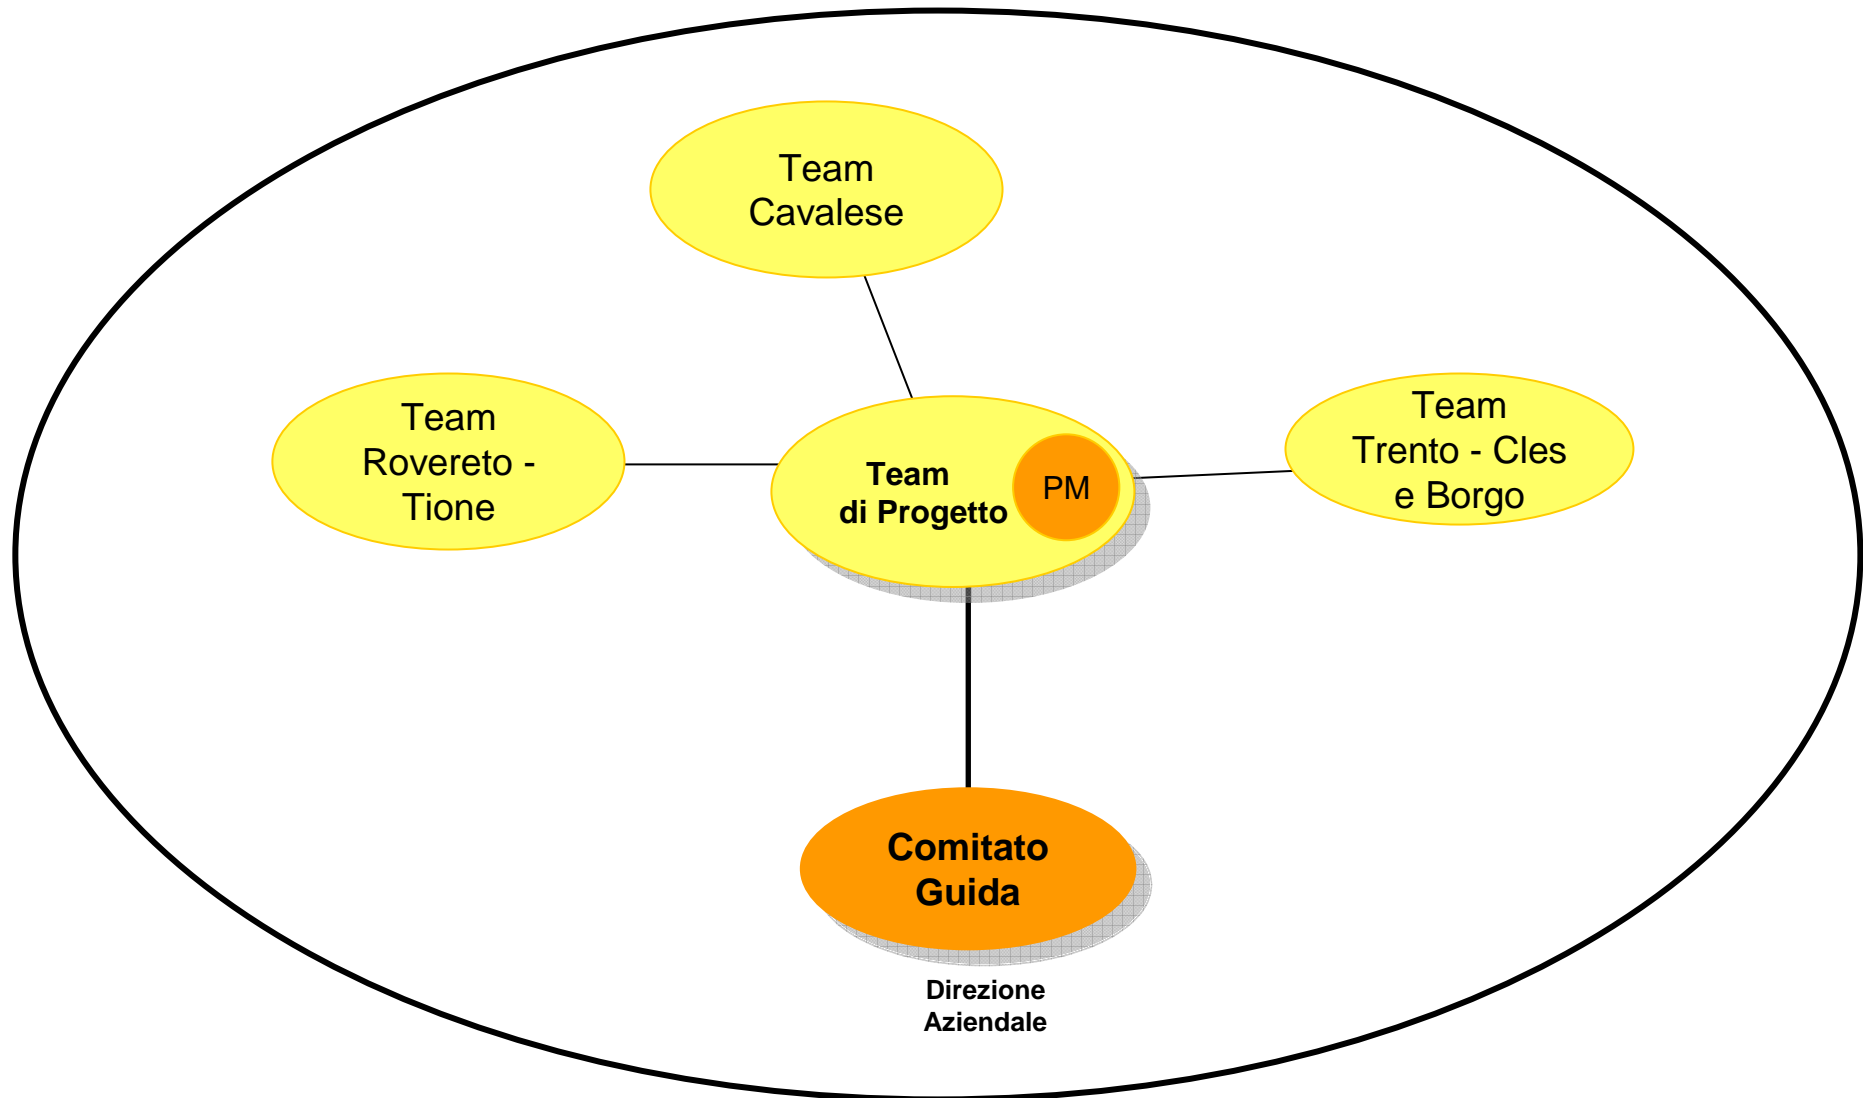 Team
Cavalese
Team
Rovereto -
Tione
Team
di Progetto
PM
Team
Trento - Cles
e Borgo
Comitato
Guida
Direzione
Aziendale